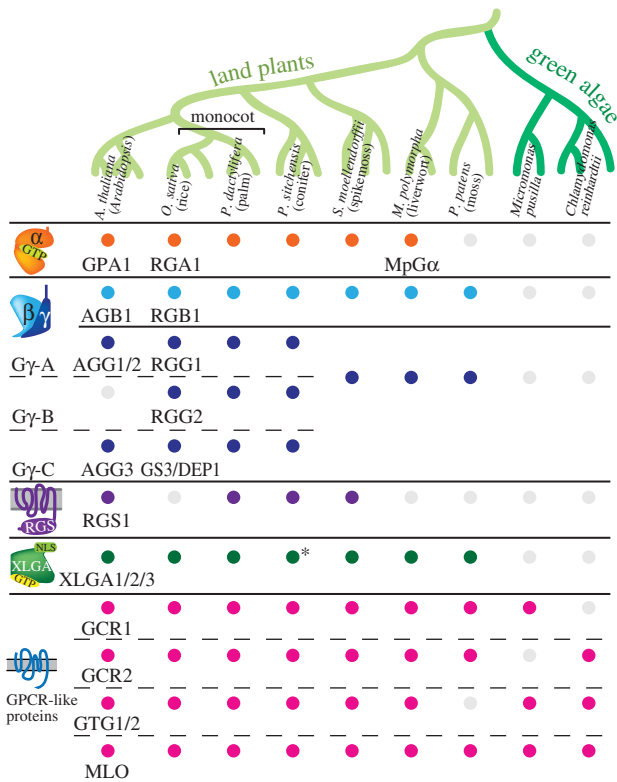 land plants
green algae
monocot
A. thaliana
(Arabidopsis)
O. sativa
(rice)
P. dactylifera
(palm)
P. sitchensis
(conifer)
S. moellendorffii
(spikemoss)
M. polymorpha
(liverwort)
P. patens
(moss)
Micromonas
pusilla
Chlamydomonas
reinhardtii
α
GTP
GPA1 RGA1 MpGα
β γ
AGB1 RGB1
Gγ-A AGG1/2 RGG1
Gγ-B RGG2
Gγ-C AGG3 GS3/DEP1
RGS
RGS1
NLS
XLGA
GTP
*
XLGA1/2/3
GCR1
GCR2
GPCR-like
proteins
GTG1/2
MLO